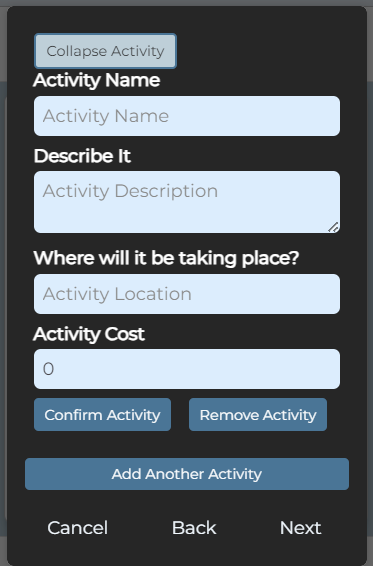 Collapse Activity
Activity Name
Activity Name
Describe It
Activity Description
Where will it be taking place?
Activity Location
Activity Cost
0
Confirm Activity Remove Activity
Add Another Activity
Cancel Back Next